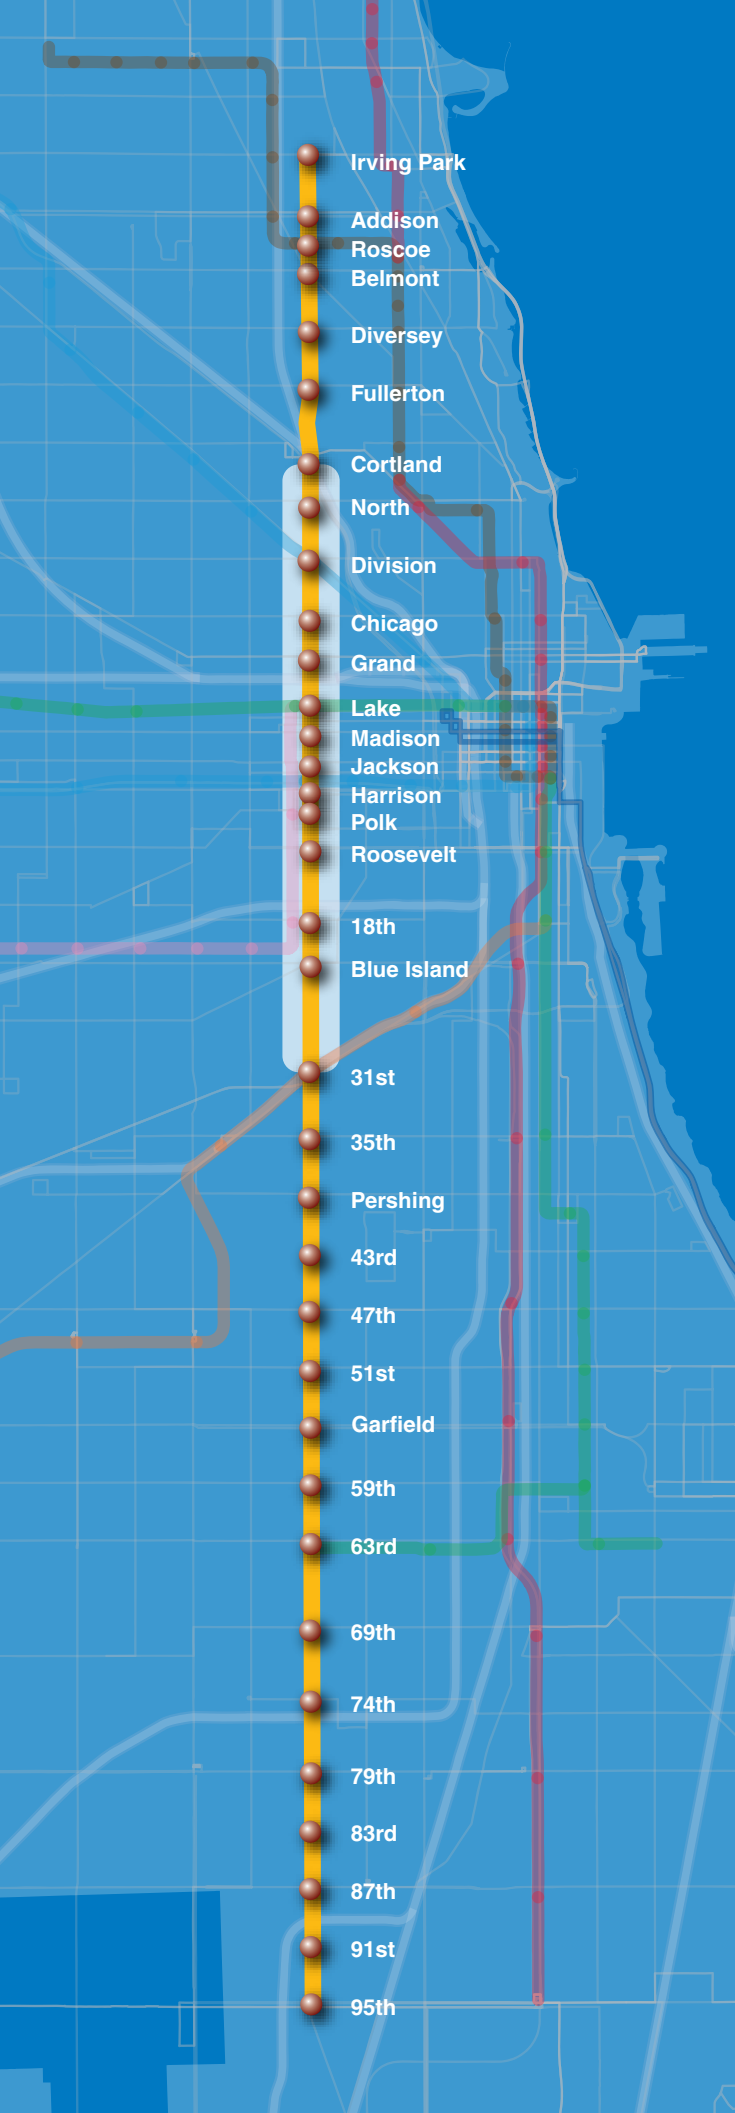 Irving Park
Addison
Roscoe
Belmont
Diversey
Fullerton
Cortland
North
Division
Chicago
Grand
Lake
Madison
Jackson
Harrison
Polk
Roosevelt
18th
Blue Island
31st
35th
Pershing
43rd
47th
51st
Garfield
59th
63rd
69th
74th
79th
83rd
87th
91st
95th